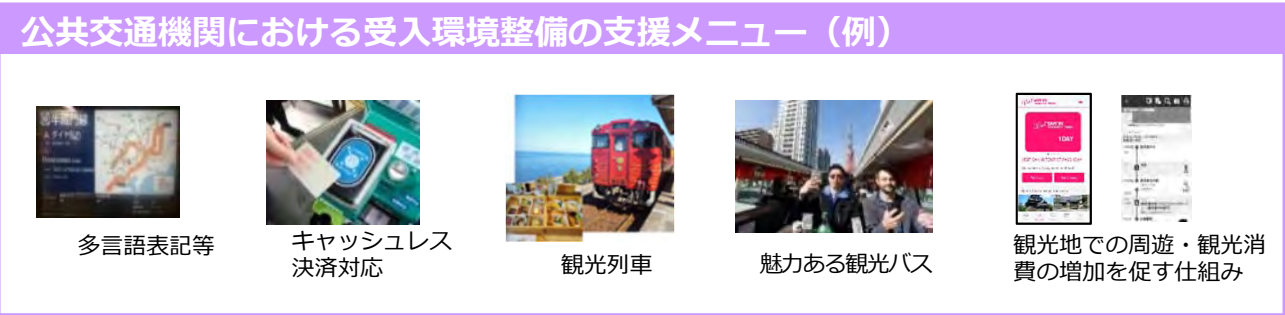 公共交通機関における受入環境整備の支援メニュー（例）
1DAY
多言語表記等
キャッシュレス
決済対応
観光列車
魅力ある観光バス
観光地での周遊・観光消
費の増加を促す仕組み